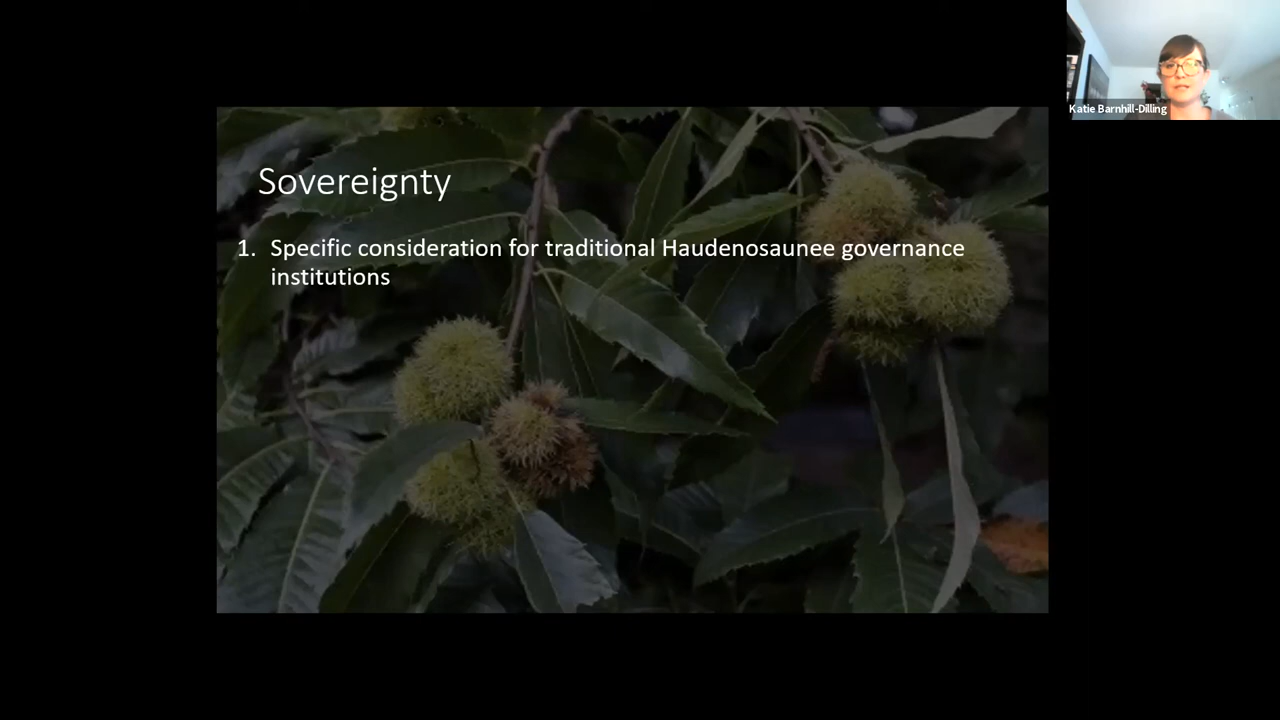 Katie Barnhill-Dilling
Sovereignty
1. Specific consideration for traditional Haudenosaunee governance
institutions